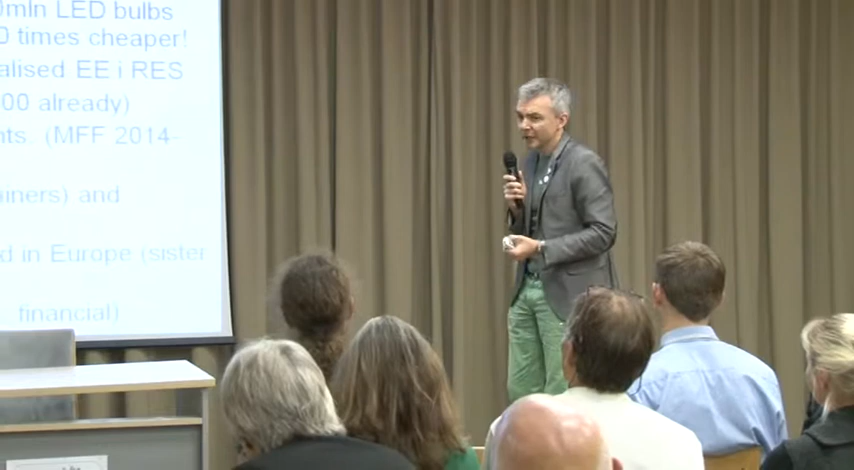 0mln LED bulbs
0 times cheaper!
alised EE i RES
00 already)
nts. (MFF 2014-
ainers) and
d in Europe (sister
financial)